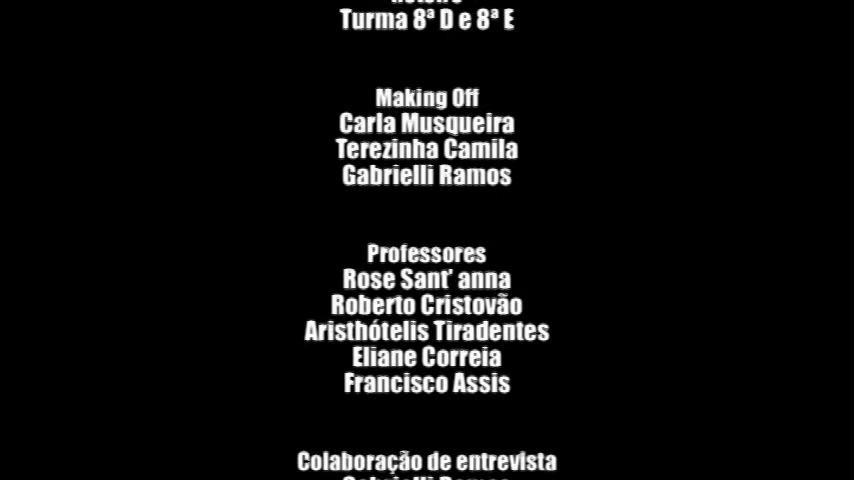 Turma 8ª D e 8ª E
Making Off
Carla Musqueira
Terezinha Camila
Gabrielli Ramos
Professores
Rose Sant' anna
Roberto Cristovão
Aristhótelis Tiradentes
Eliane Correia
Francisco Assis
Colaboração de entrevista